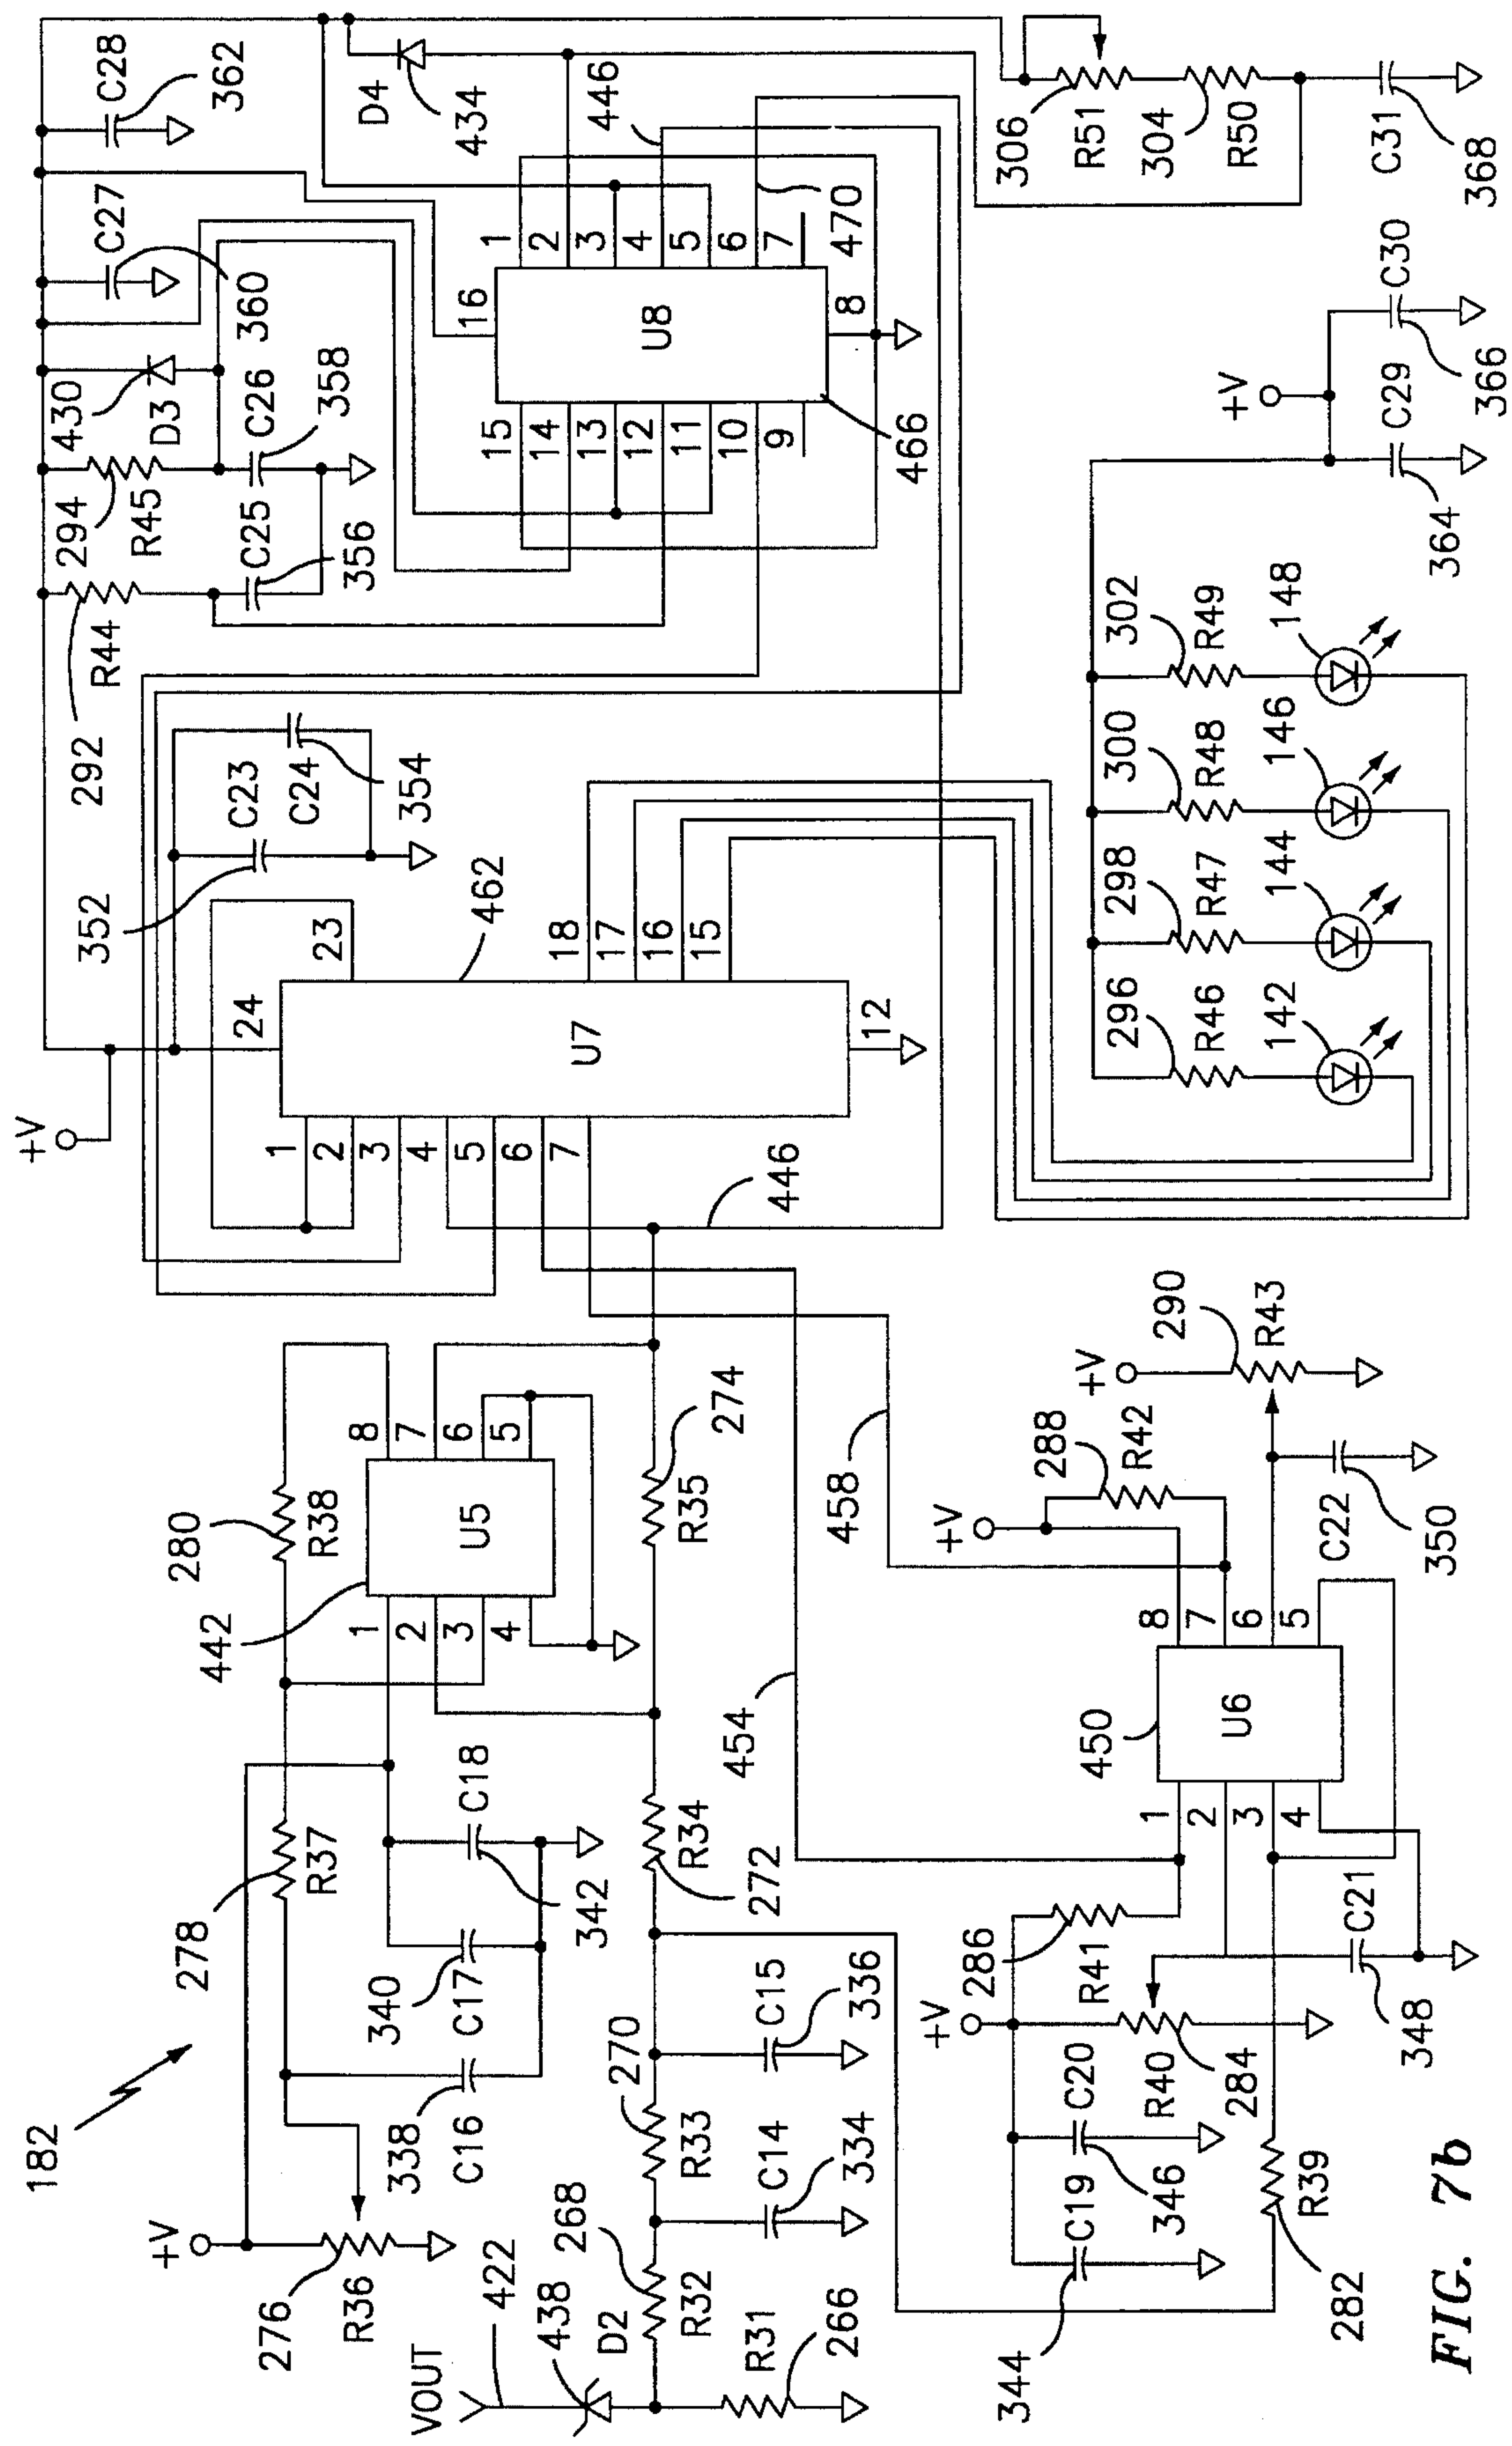 182
+V
276
R36
278
R37
280
R38
442
U5
1
2
3
4
5
6
7
8
338
C16
340
C17
342
C18
VOUT
422
438
D2
268
R32
R31
266
270
R33
C14
334
C15
336
272
R34
274
R35
+V
24
1
2
3
4
5
6
7
23
18
17
16
15
12
U7
462
446
352
C23
C24
354
292
R44
294
R45
430
D3
C25
356
C26
358
360
C27
C28
362
D4
434
16
U8
15
14
13
12
11
10
9
1
2
3
4
5
6
7
8
446
466
470
454
458
344
C19
346
C20
+V
R40
284
286
R41
C21
348
282
R39
450
U6
1
2
3
4
5
6
7
8
+V
288
R42
+V
290
R43
C22
350
296
R46
142
298
R47
144
300
R48
146
302
R49
148
+V
C29
364
C30
366
306
R51
304
R50
C31
368
FIG. 7b